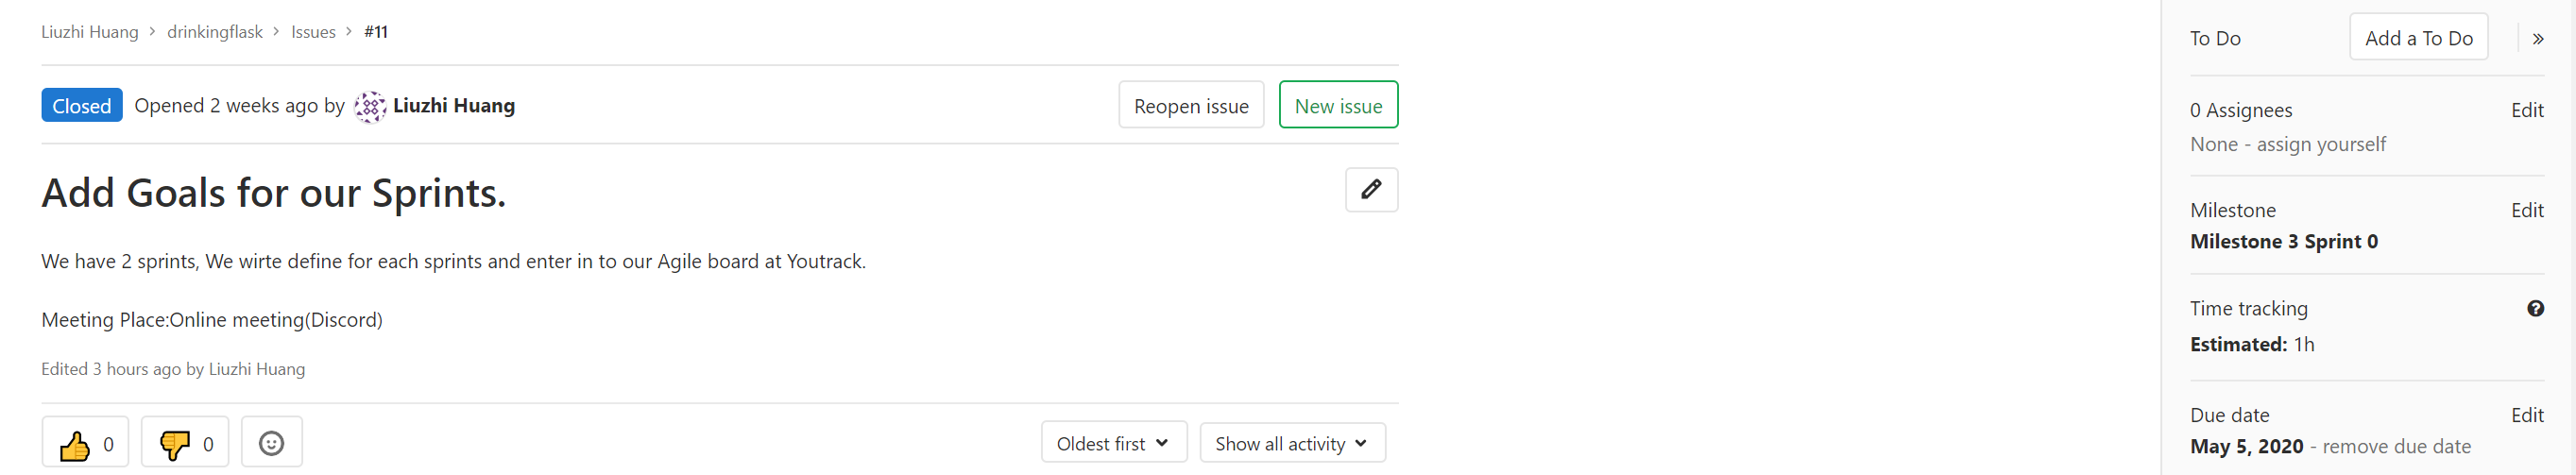 Liuzhi Huang > drinkingflask > Issues > #11
Closed Opened 2 weeks ago by Liuzhi Huang
Reopen issue
New issue
Add Goals for our Sprints.
We have 2 sprints, We wirte define for each sprints and enter in to our Agile board at Youtrack.
Meeting Place:Online meeting(Discord)
Edited 3 hours ago by Liuzhi Huang
0 0
Oldest first
Show all activity
To Do Add a To Do »
0 Assignees Edit
None - assign yourself
Milestone Edit
Milestone 3 Sprint 0
Time tracking ?
Estimated: 1h
Due date Edit
May 5, 2020 - remove due date